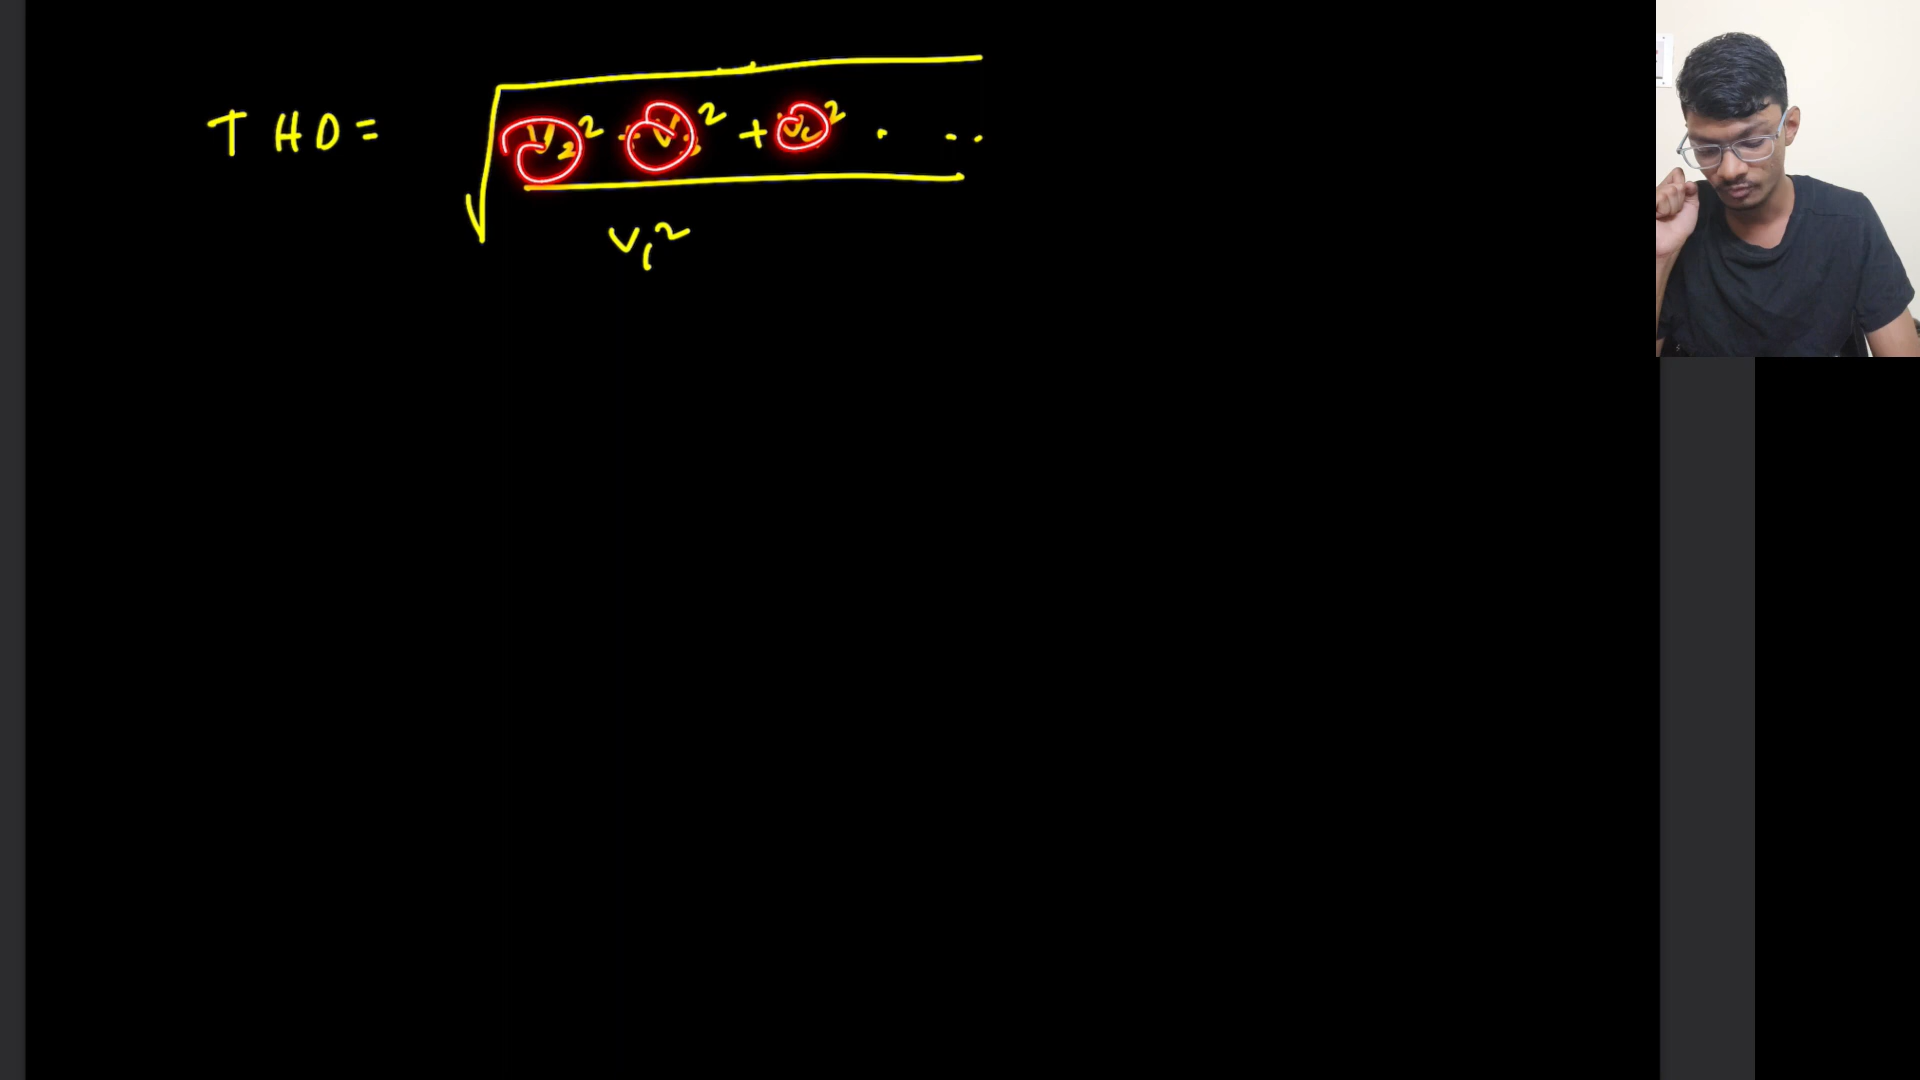 THD = √ V₂² + V₃² + V₄² . . .
V₁²